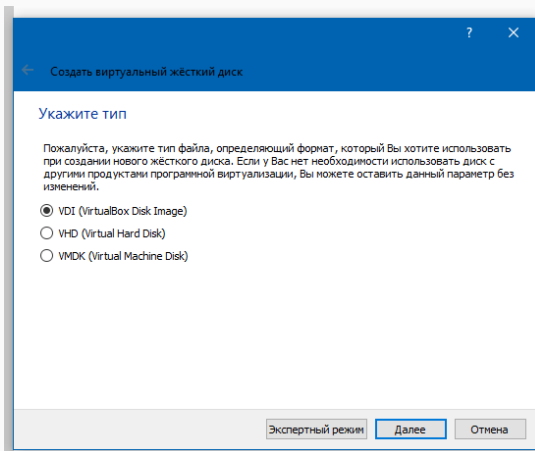 ?
Создать виртуальный жёсткий диск
Укажите тип
Пожалуйста, укажите тип файла, определяющий формат, который Вы хотите использовать
при создании нового жёсткого диска. Если у Вас нет необходимости использовать диск с
другими продуктами программной виртуализации, Вы можете оставить данный параметр без
изменений.
VDI (VirtualBox Disk Image)
VHD (Virtual Hard Disk)
VMDK (Virtual Machine Disk)
Экспертный режим Далее Отмена